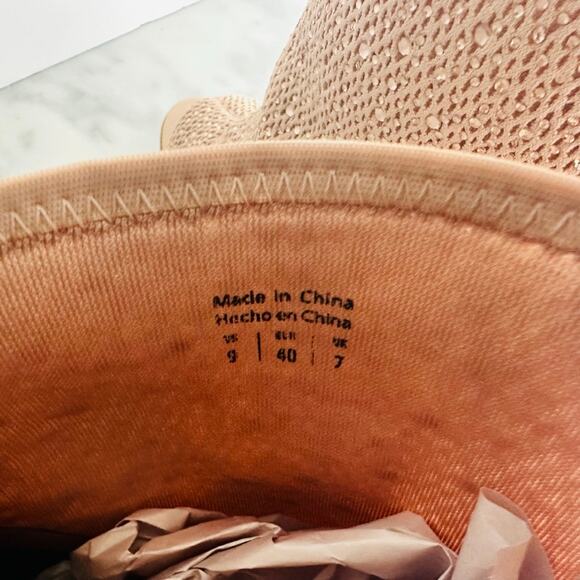 Made in China
Hecho en China
US | EUR | UK
9 | 40 | 7